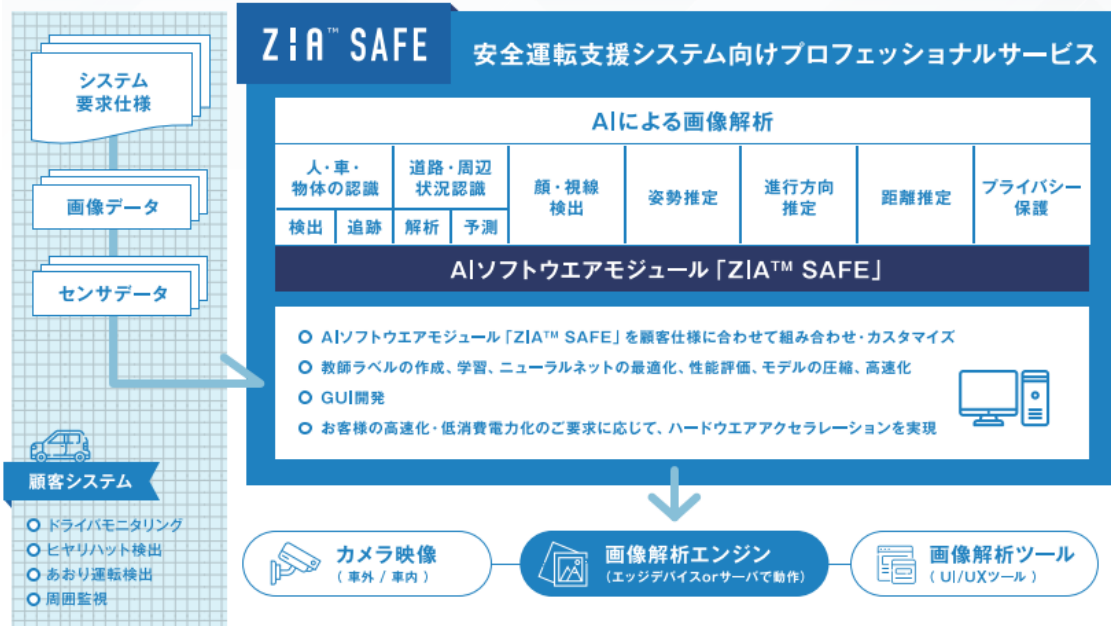 システム
要求仕様
画像データ
センサデータ
顧客システム
ドライバモニタリング
ヒヤリハット検出
あおり運転検出
周囲監視
ZIA™ SAFE
安全運転支援システム向けプロフェッショナルサービス
AIによる画像解析
人・車・
物体の認識
検出
追跡
道路・周辺
状況認識
解析
予測
顔・視線
検出
姿勢推定
進行方向
推定
距離推定
プライバシー
保護
AIソフトウエアモジュール「ZIA™ SAFE」
AIソフトウエアモジュール「ZIA™ SAFE」を顧客仕様に合わせて組み合わせ・カスタマイズ
教師ラベルの作成、学習、ニューラルネットの最適化、性能評価、モデルの圧縮、高速化
GUI開発
お客様の高速化・低消費電力化のご要求に応じて、ハードウエアアクセラレーションを実現
カメラ映像
（車外 / 車内）
画像解析エンジン
（エッジデバイスorサーバで動作）
画像解析ツール
（UI/UXツール）